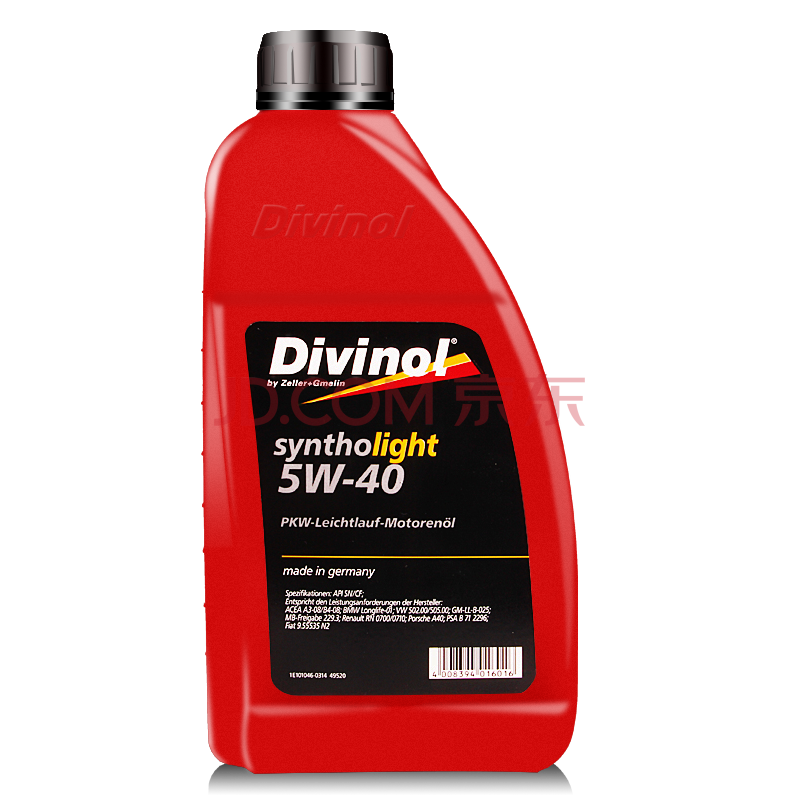 Divinol
Divinol®
by Zeller+Gmelin
JD.COM 京东
syntholight
5W-40
PKW-Leichtlauf-Motorenöl
made in germany
Spezifikationen: API SN/CF;
Entspricht den Leistungsanforderungen der Hersteller:
ACEA A3-08/B4-08; BMW Longlife-01; VW 502.00/505.00; GM-LL-B-025;
MB-Freigabe 229.3; Renault RN 0700/0710; Porsche A40; PSA B 71 2296;
Fiat 9.55535 N2
4 008394 016016
1E101046-0314 49520